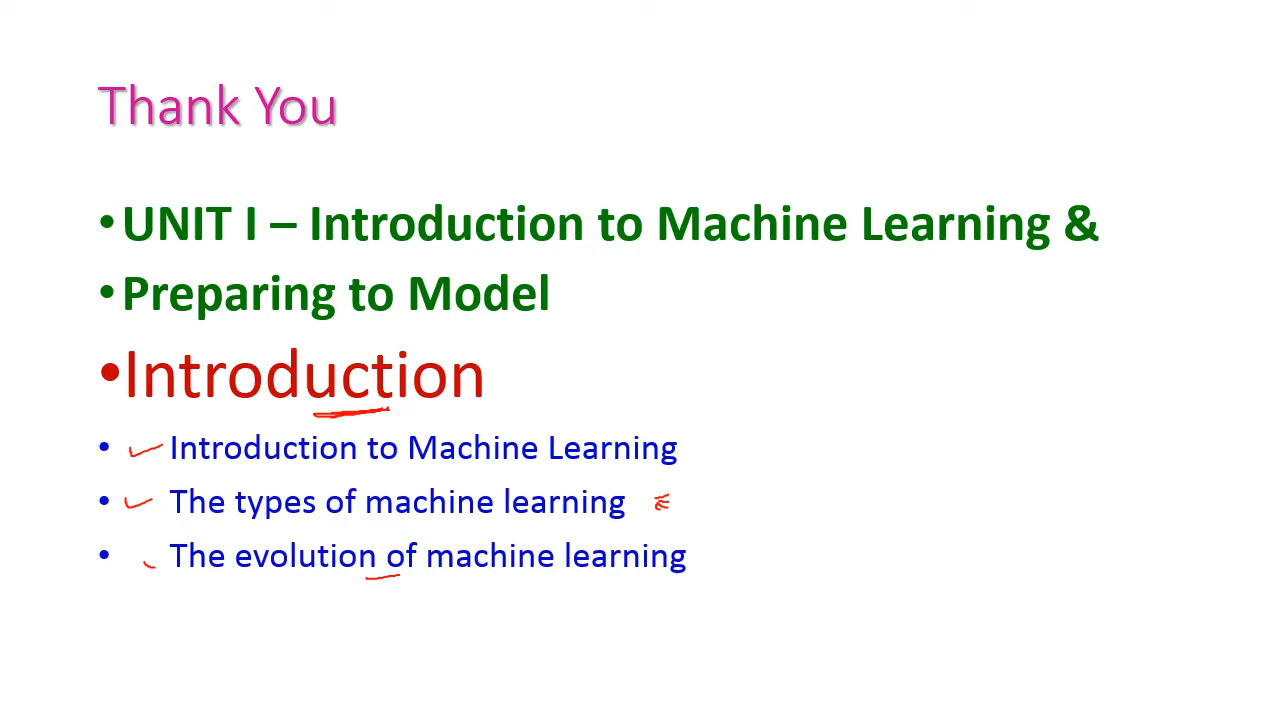 Thank You
•UNIT I – Introduction to Machine Learning &
•Preparing to Model
•Introduction
• Introduction to Machine Learning
• The types of machine learning
• The evolution of machine learning